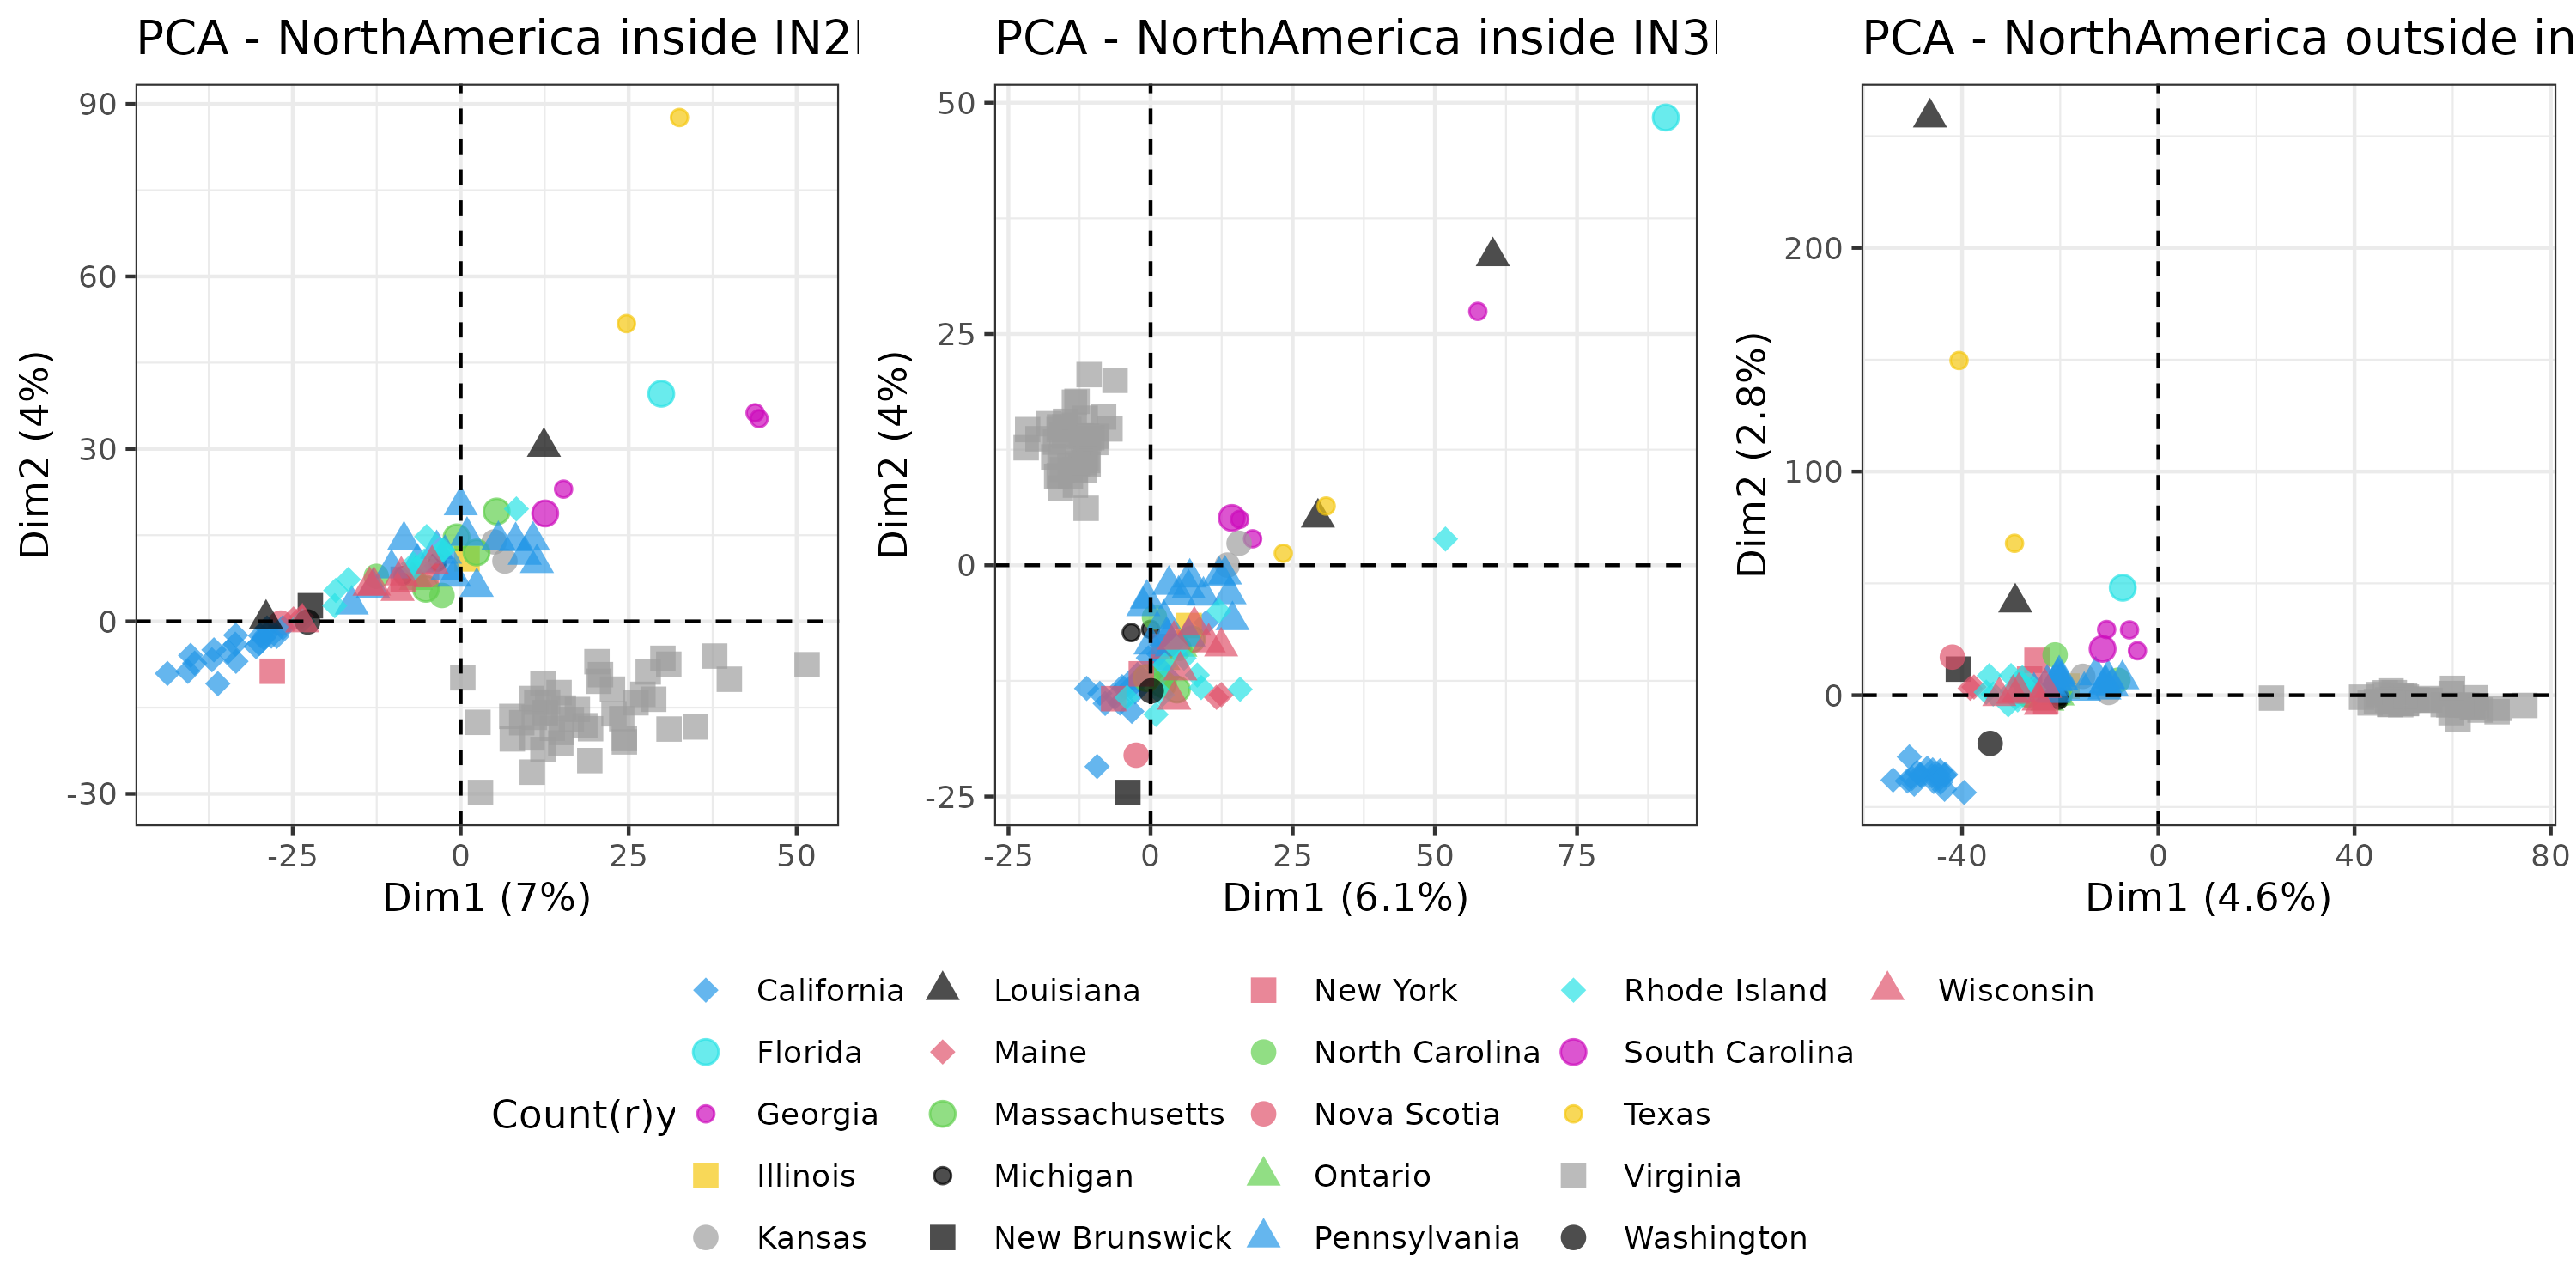 PCA - NorthAmerica inside IN2
PCA - NorthAmerica inside IN3
PCA - NorthAmerica outside in
90
60
30
0
-30
Dim2 (4%)
-25
0
25
50
Dim1 (7%)
50
25
0
-25
Dim2 (4%)
-25
0
25
50
75
Dim1 (6.1%)
200
100
0
Dim2 (2.8%)
-40
0
40
80
Dim1 (4.6%)
Count(r)y
California
Florida
Georgia
Illinois
Kansas
Louisiana
Maine
Massachusetts
Michigan
New Brunswick
New York
North Carolina
Nova Scotia
Ontario
Pennsylvania
Rhode Island
South Carolina
Texas
Virginia
Washington
Wisconsin